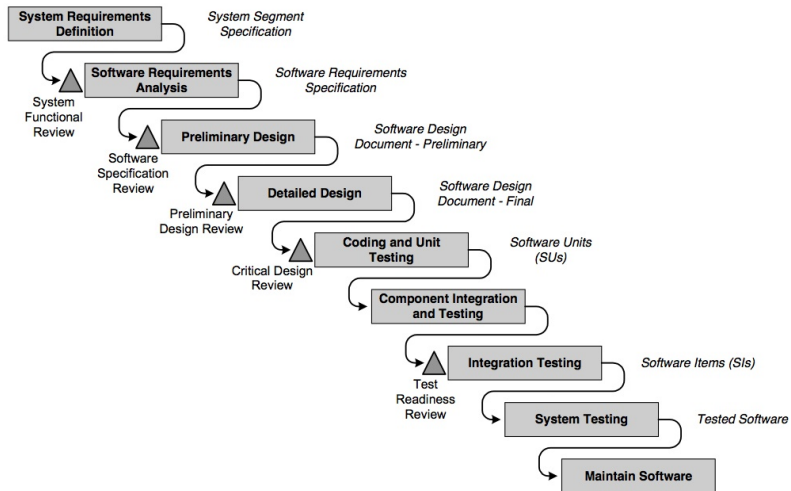 System Requirements
Definition
System Segment
Specification
System
Functional
Review
Software Requirements
Analysis
Software Requirements
Specification
Software
Specification
Review
Preliminary Design
Software Design
Document - Preliminary
Preliminary
Design Review
Detailed Design
Software Design
Document - Final
Critical Design
Review
Coding and Unit
Testing
Software Units
(SUs)
Component Integration
and Testing
Test
Readiness
Review
Integration Testing
Software Items (SIs)
System Testing
Tested Software
Maintain Software